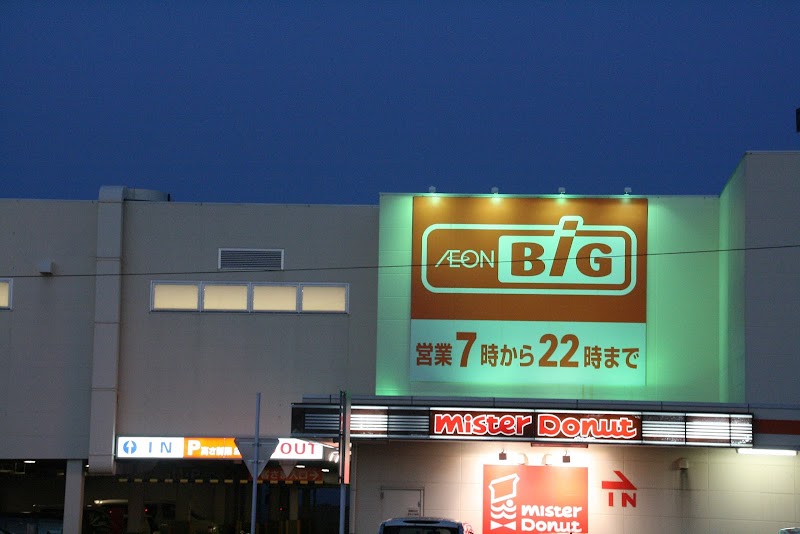 ÆON BiG
営業7時から22時まで
mister Donut
IN P OUT
IN
mister
Donut